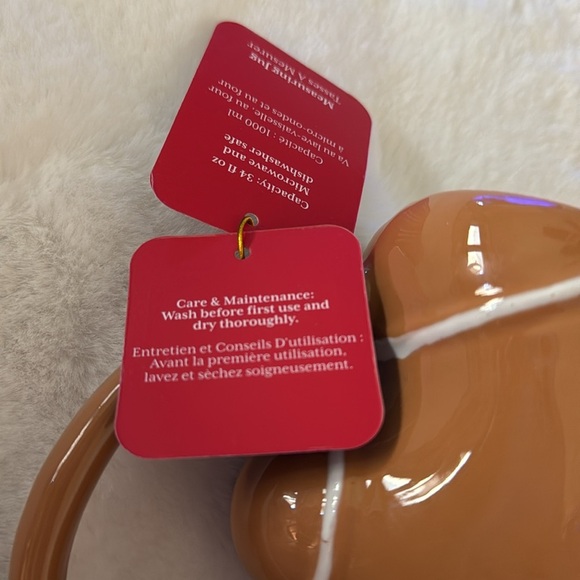 Capacity: 34 fl oz
Microwave and
dishwasher safe
Capacité : 1000 ml
Va au lave-vaisselle, au four
à micro-ondes et au four
Measuring Jug
Tasses À Mesurer
Care & Maintenance:
Wash before first use and
dry thoroughly.
Entretien et Conseils D'utilisation :
Avant la première utilisation,
lavez et séchez soigneusement.